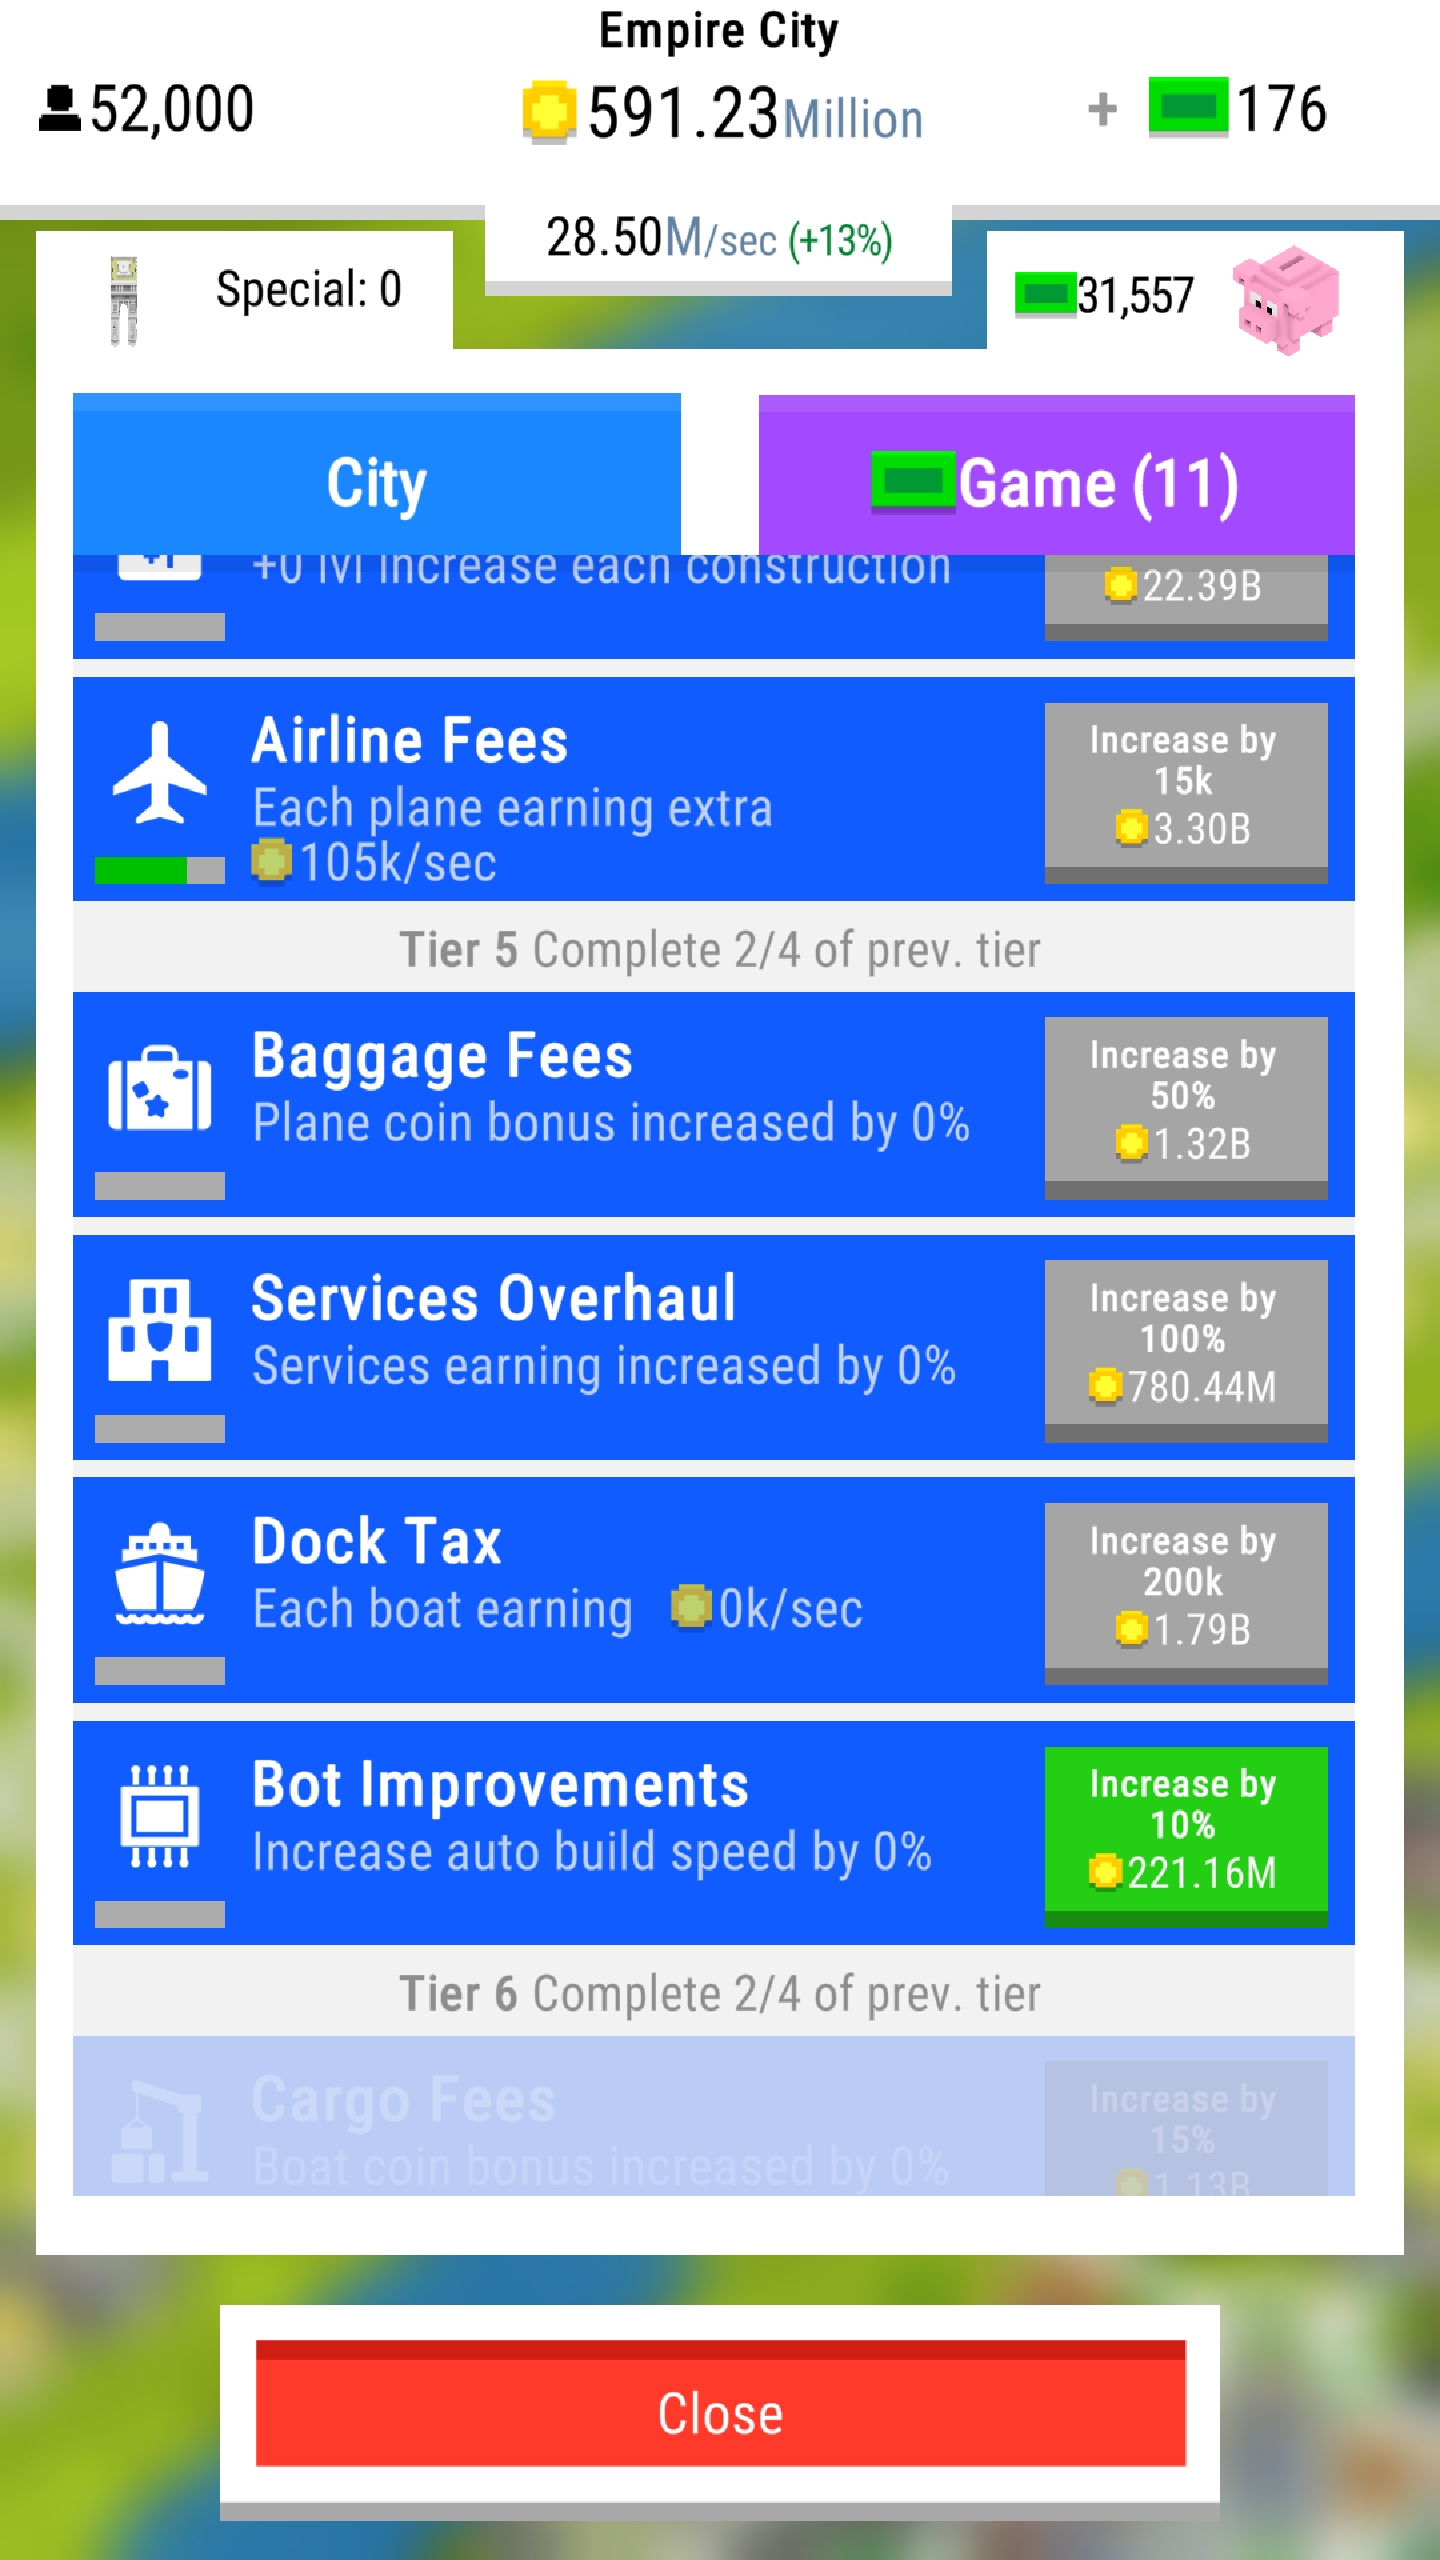 Empire City
52,000
591.23Million
+ 176
28.50M/sec (+13%)
Special: 0
31,557
City
Game (11)
+0 lvl increase each construction
22.39B
Airline Fees
Each plane earning extra
105k/sec
Increase by
15k
3.30B
Tier 5 Complete 2/4 of prev. tier
Baggage Fees
Plane coin bonus increased by 0%
Increase by
50%
1.32B
Services Overhaul
Services earning increased by 0%
Increase by
100%
780.44M
Dock Tax
Each boat earning 0k/sec
Increase by
200k
1.79B
Bot Improvements
Increase auto build speed by 0%
Increase by
10%
221.16M
Tier 6 Complete 2/4 of prev. tier
Cargo Fees
Boat coin bonus increased by 0%
Increase by
15%
1.13B
Close